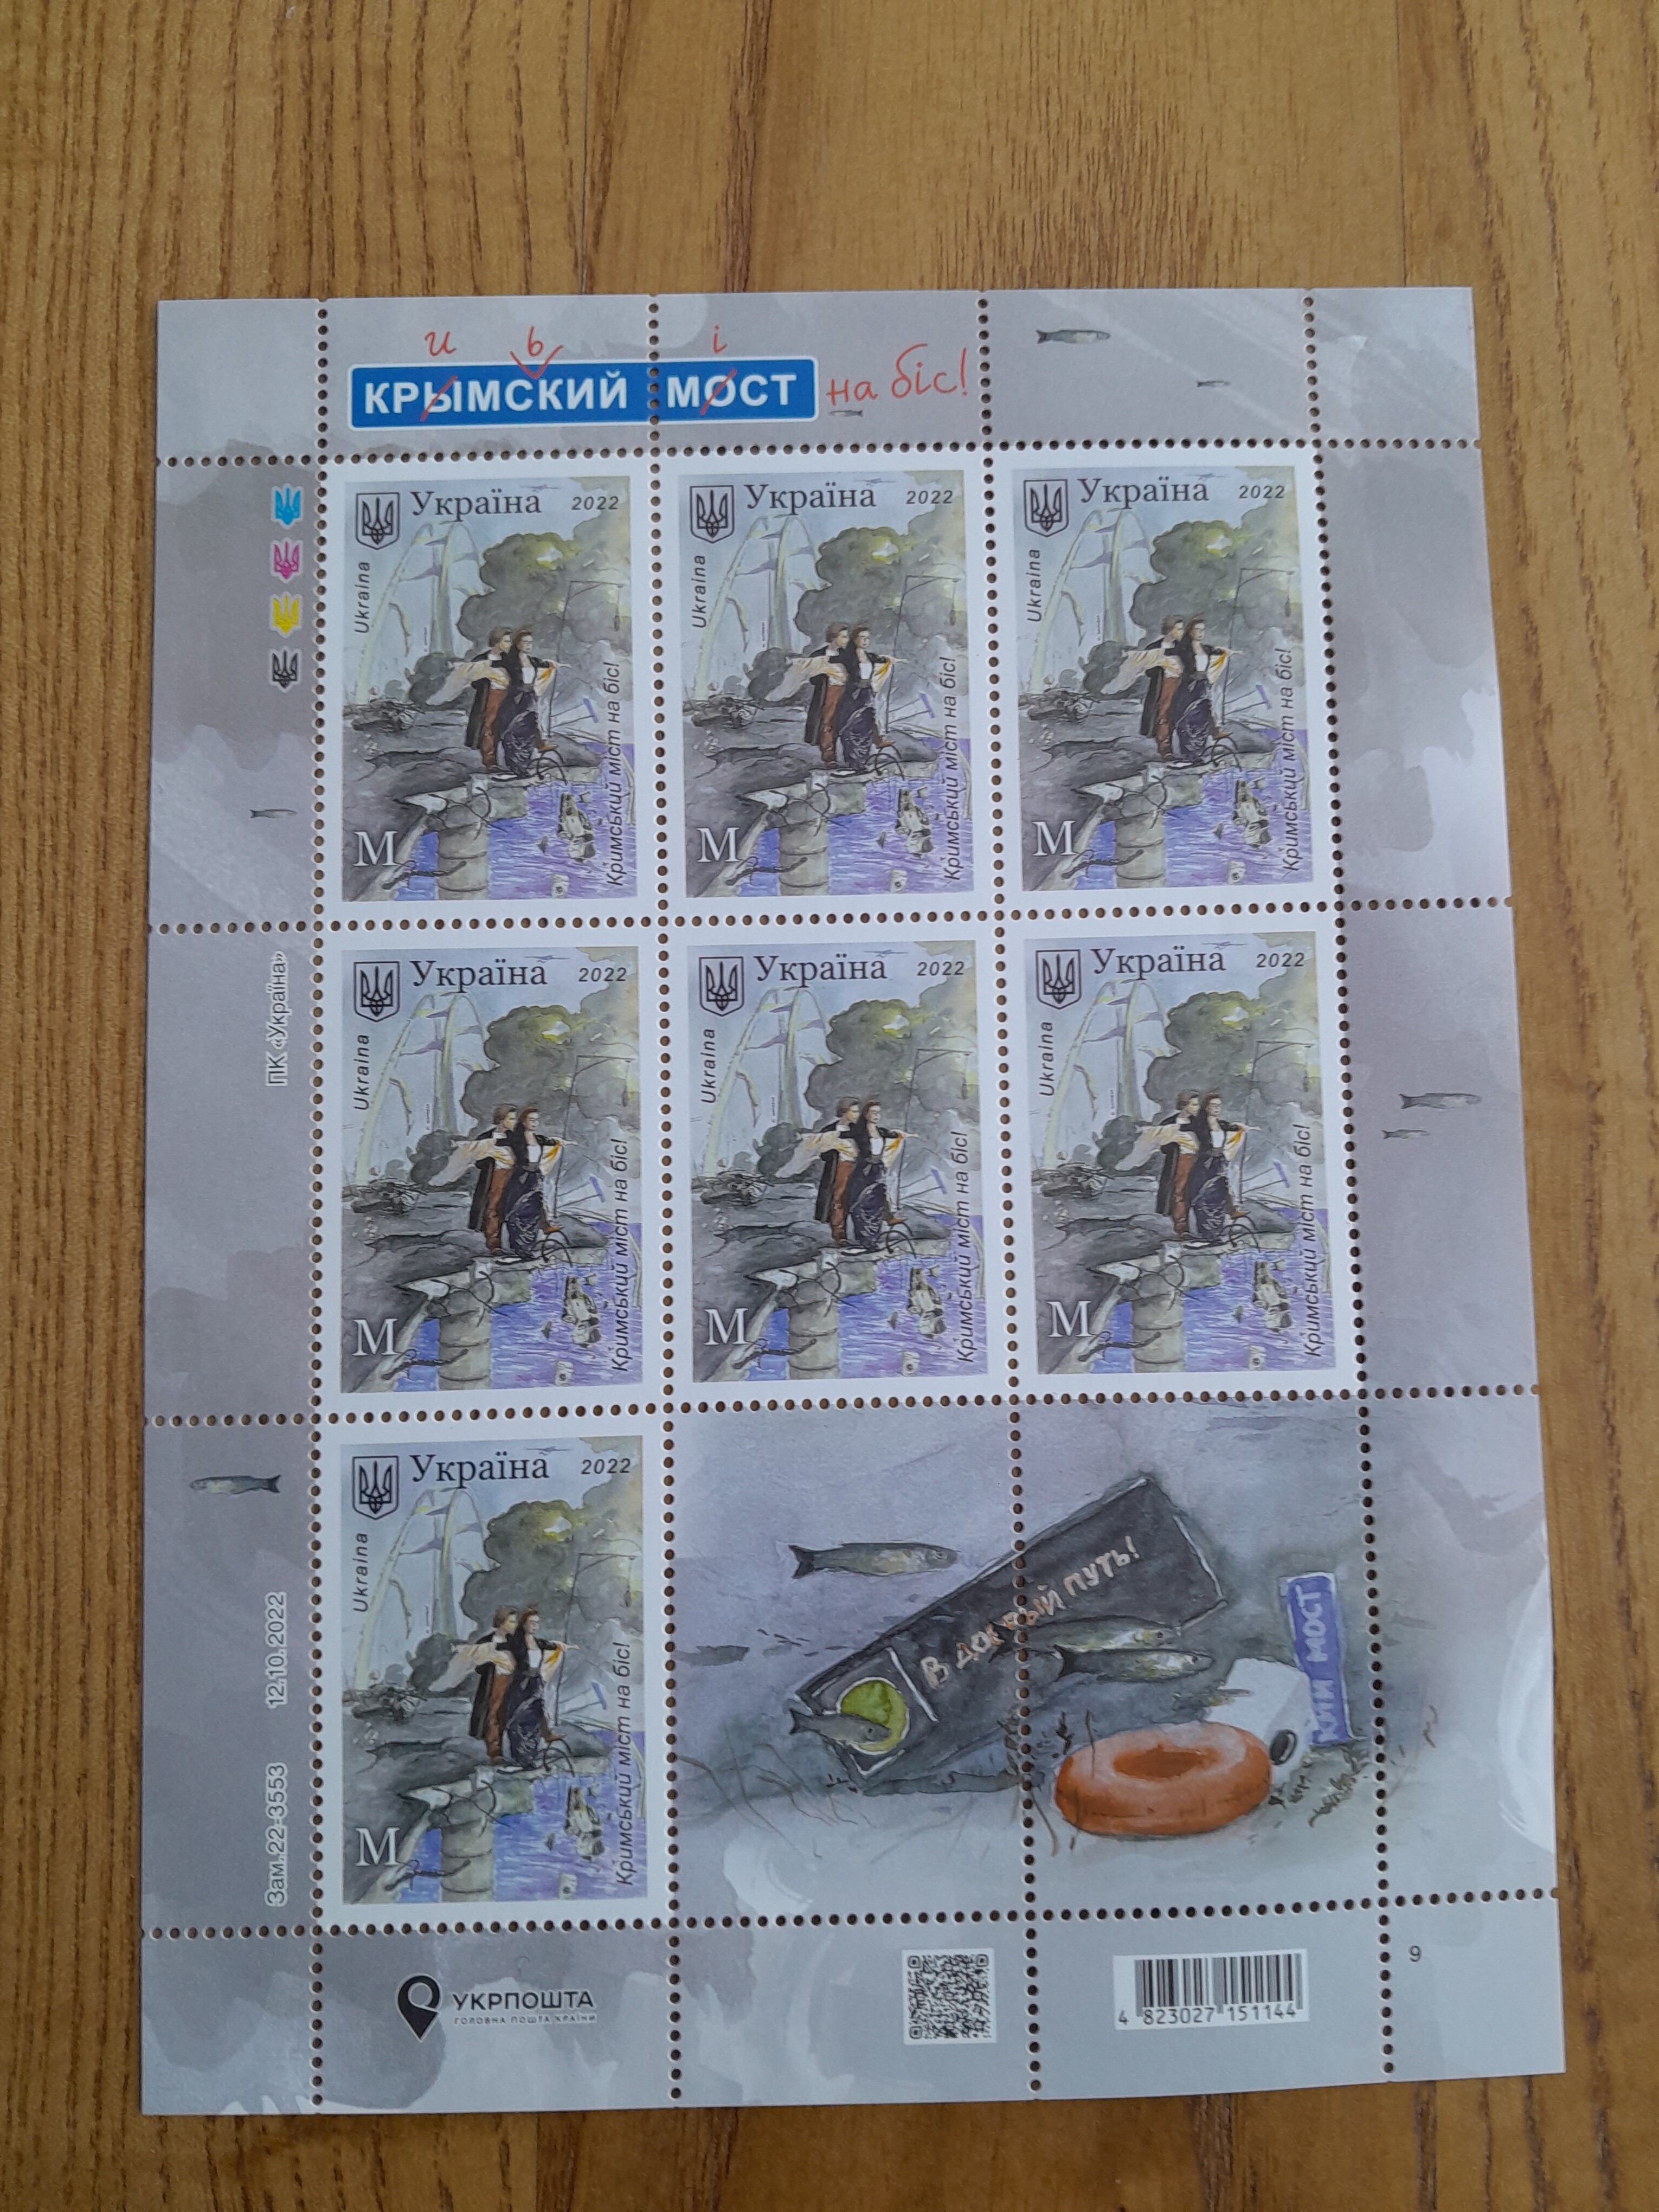 и ь і
КРЫМСКИЙ МОСТ на біс!
Україна 2022
Ukraina
Кримський міст на біс!
М
Україна 2022
Ukraina
Кримський міст на біс!
М
Україна 2022
Ukraina
Кримський міст на біс!
М
ПК «Україна»
Україна 2022
Ukraina
Кримський міст на біс!
М
Україна 2022
Ukraina
Кримський міст на біс!
М
Україна 2022
Ukraina
Кримський міст на біс!
М
Зам.22-3553 12.10.2022
Україна 2022
Ukraina
Кримський міст на біс!
М
В ДОБРЫЙ ПУТЬ!
КИЙ МОСТ
УКРПОШТА
ГОЛОВНА ПОШТА КРАЇНИ
4 823027 151144
9